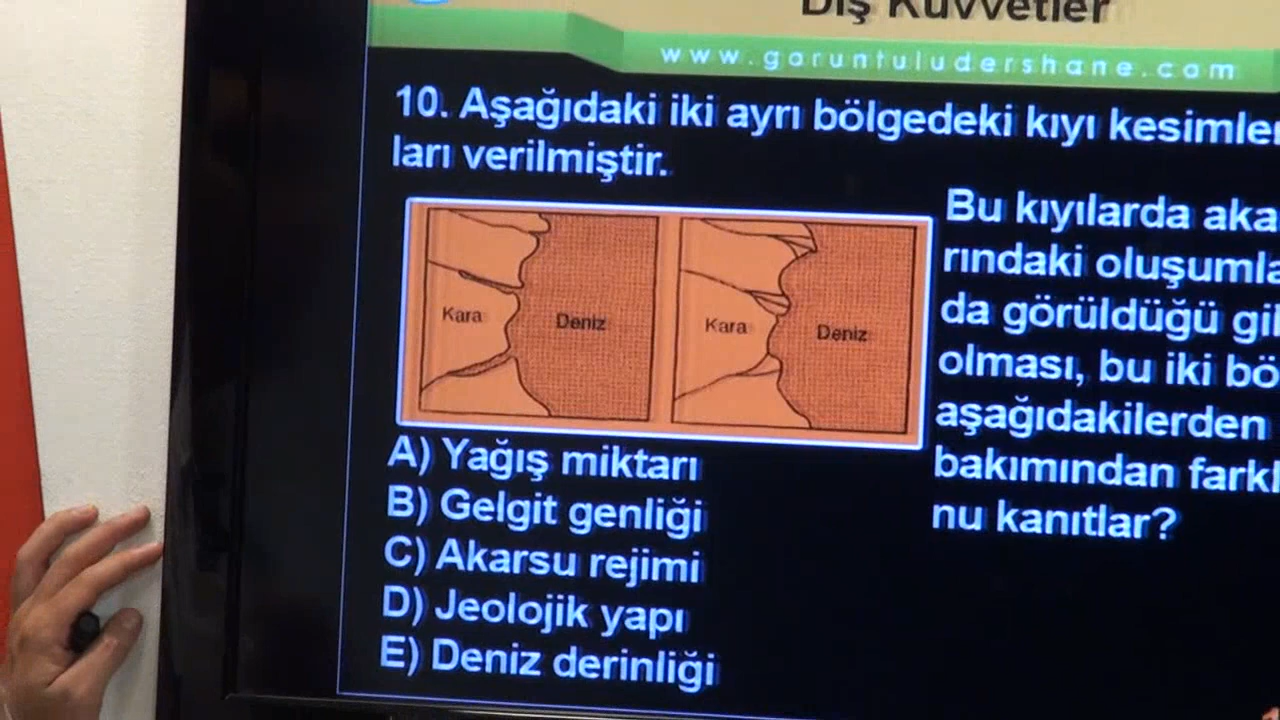 Dış Kuvvetler
www.goruntuludershane.com
10. Aşağıdaki iki ayrı bölgedeki kıyı kesimle
ları verilmiştir.
Kara
Deniz
Kara
Deniz
Bu kıyılarda aka
rındaki oluşumla
da görüldüğü gi
olması, bu iki bö
aşağıdakilerden
bakımından fark
nu kanıtlar?
A) Yağış miktarı
B) Gelgit genliği
C) Akarsu rejimi
D) Jeolojik yapı
E) Deniz derinliği